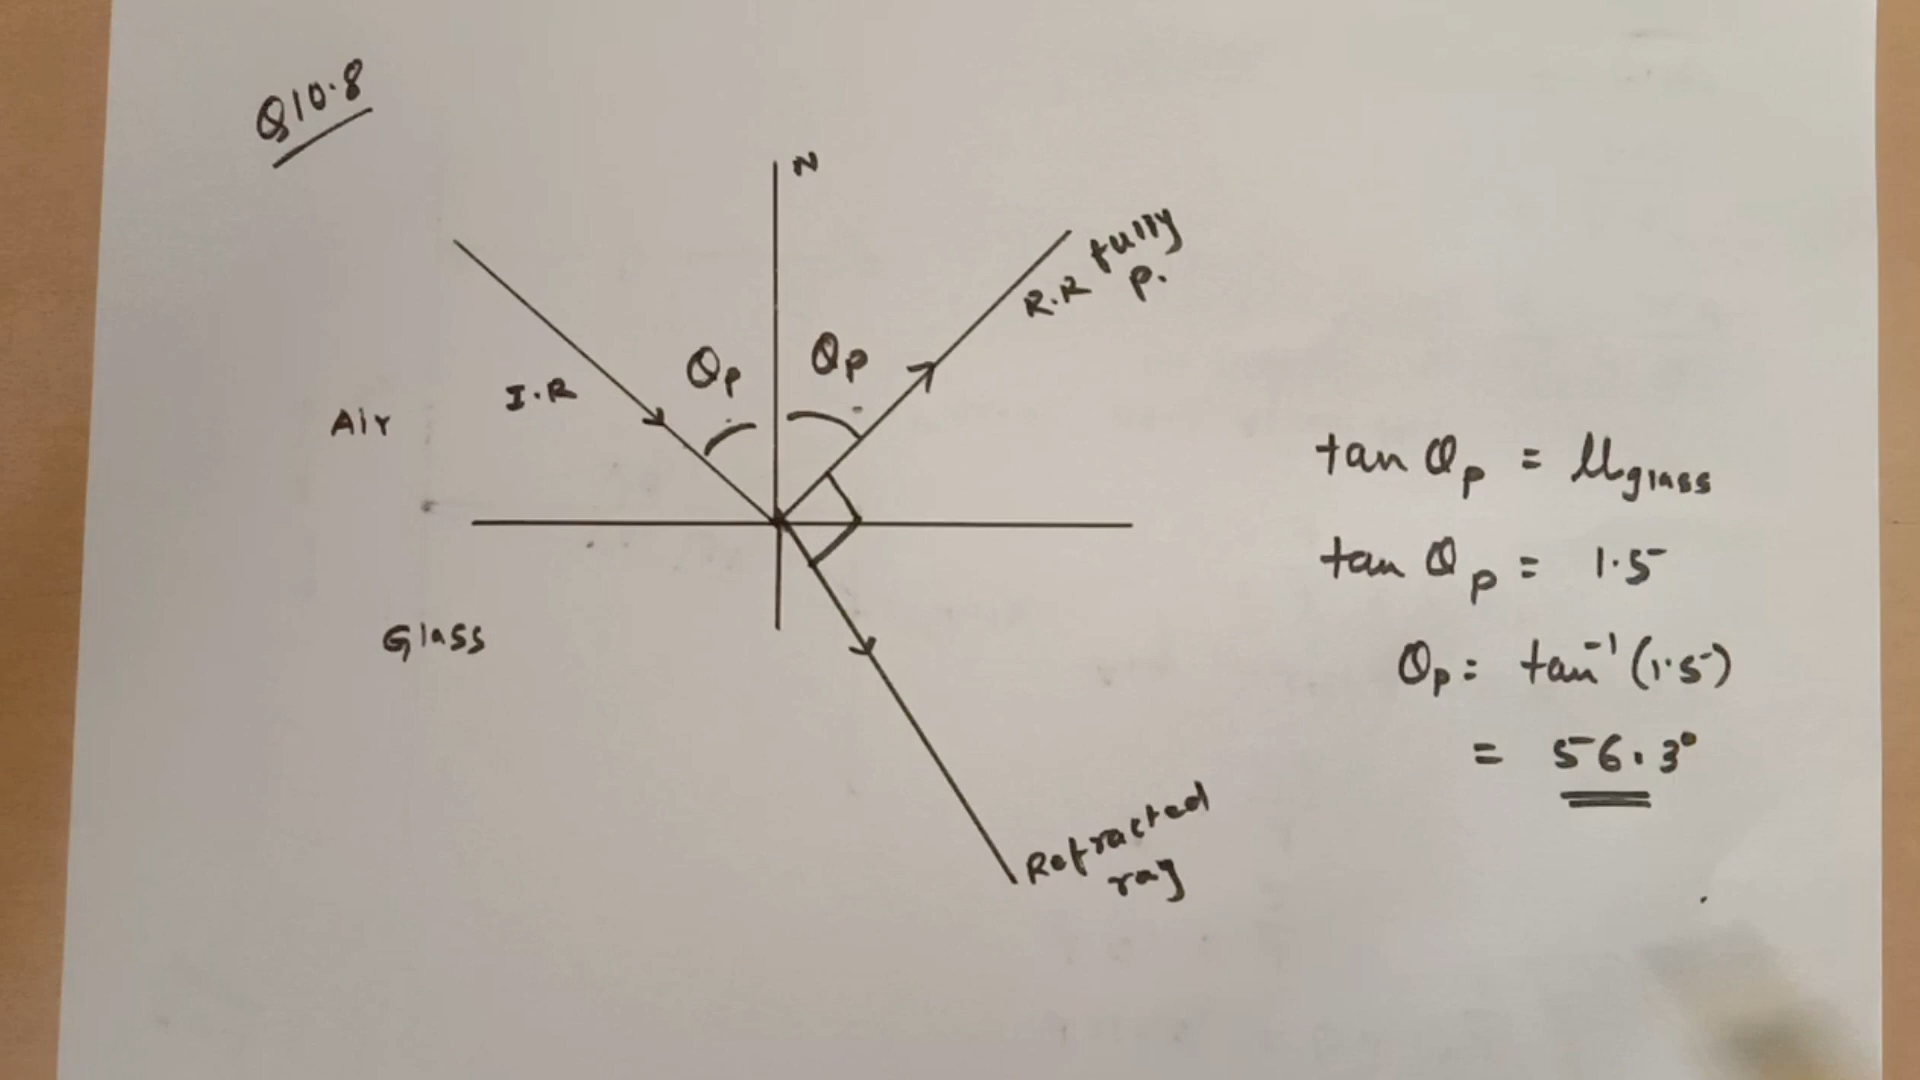 Q10.8
N
R.R fully
p.
θp θp
I.R
Air
tan θp = μglass
tan θp = 1.5
Glass
θp = tan⁻¹(1.5)
= 56.3°
Refracted
ray